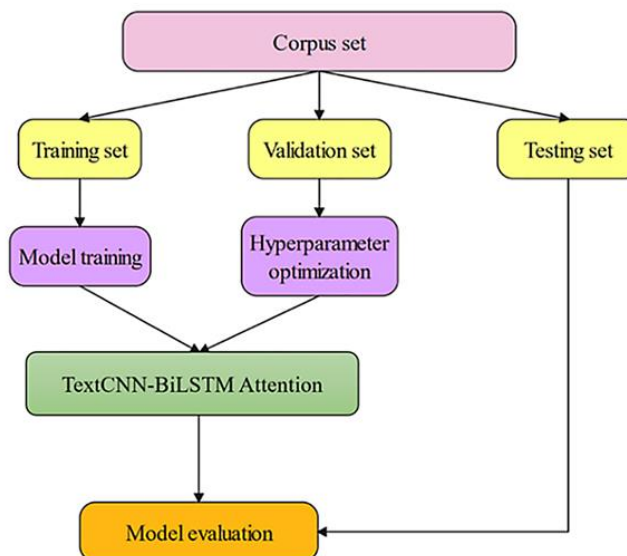 Corpus set
Training set
Validation set
Testing set
Model training
Hyperparameter
optimization
TextCNN-BiLSTM Attention
Model evaluation